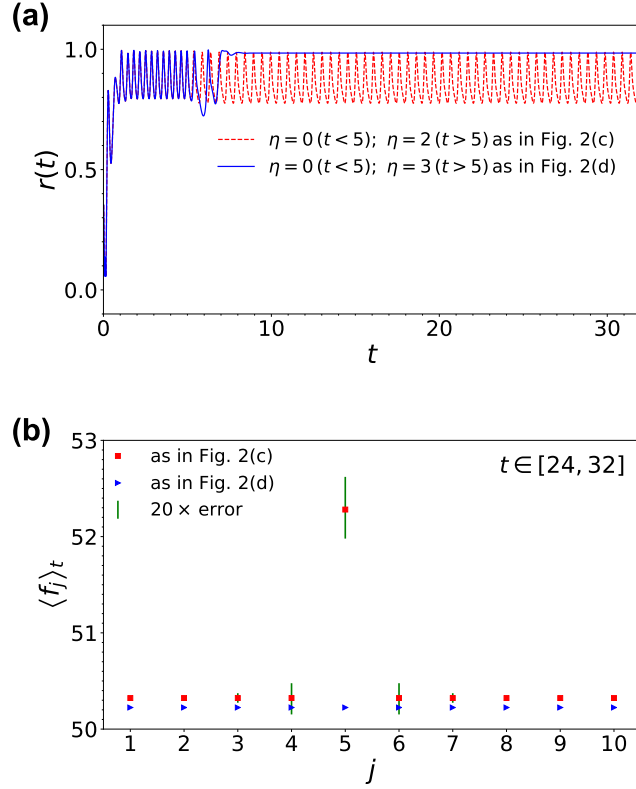 (a)
1.0
0.5
0.0
r(t)
η = 0 (t < 5); η = 2 (t > 5) as in Fig. 2(c)
η = 0 (t < 5); η = 3 (t > 5) as in Fig. 2(d)
0 10 20 30
t
(b)
53
52
51
50
⟨f_j⟩_t
as in Fig. 2(c)
as in Fig. 2(d)
20 × error
t ∈ [24, 32]
1 2 3 4 5 6 7 8 9 10
j